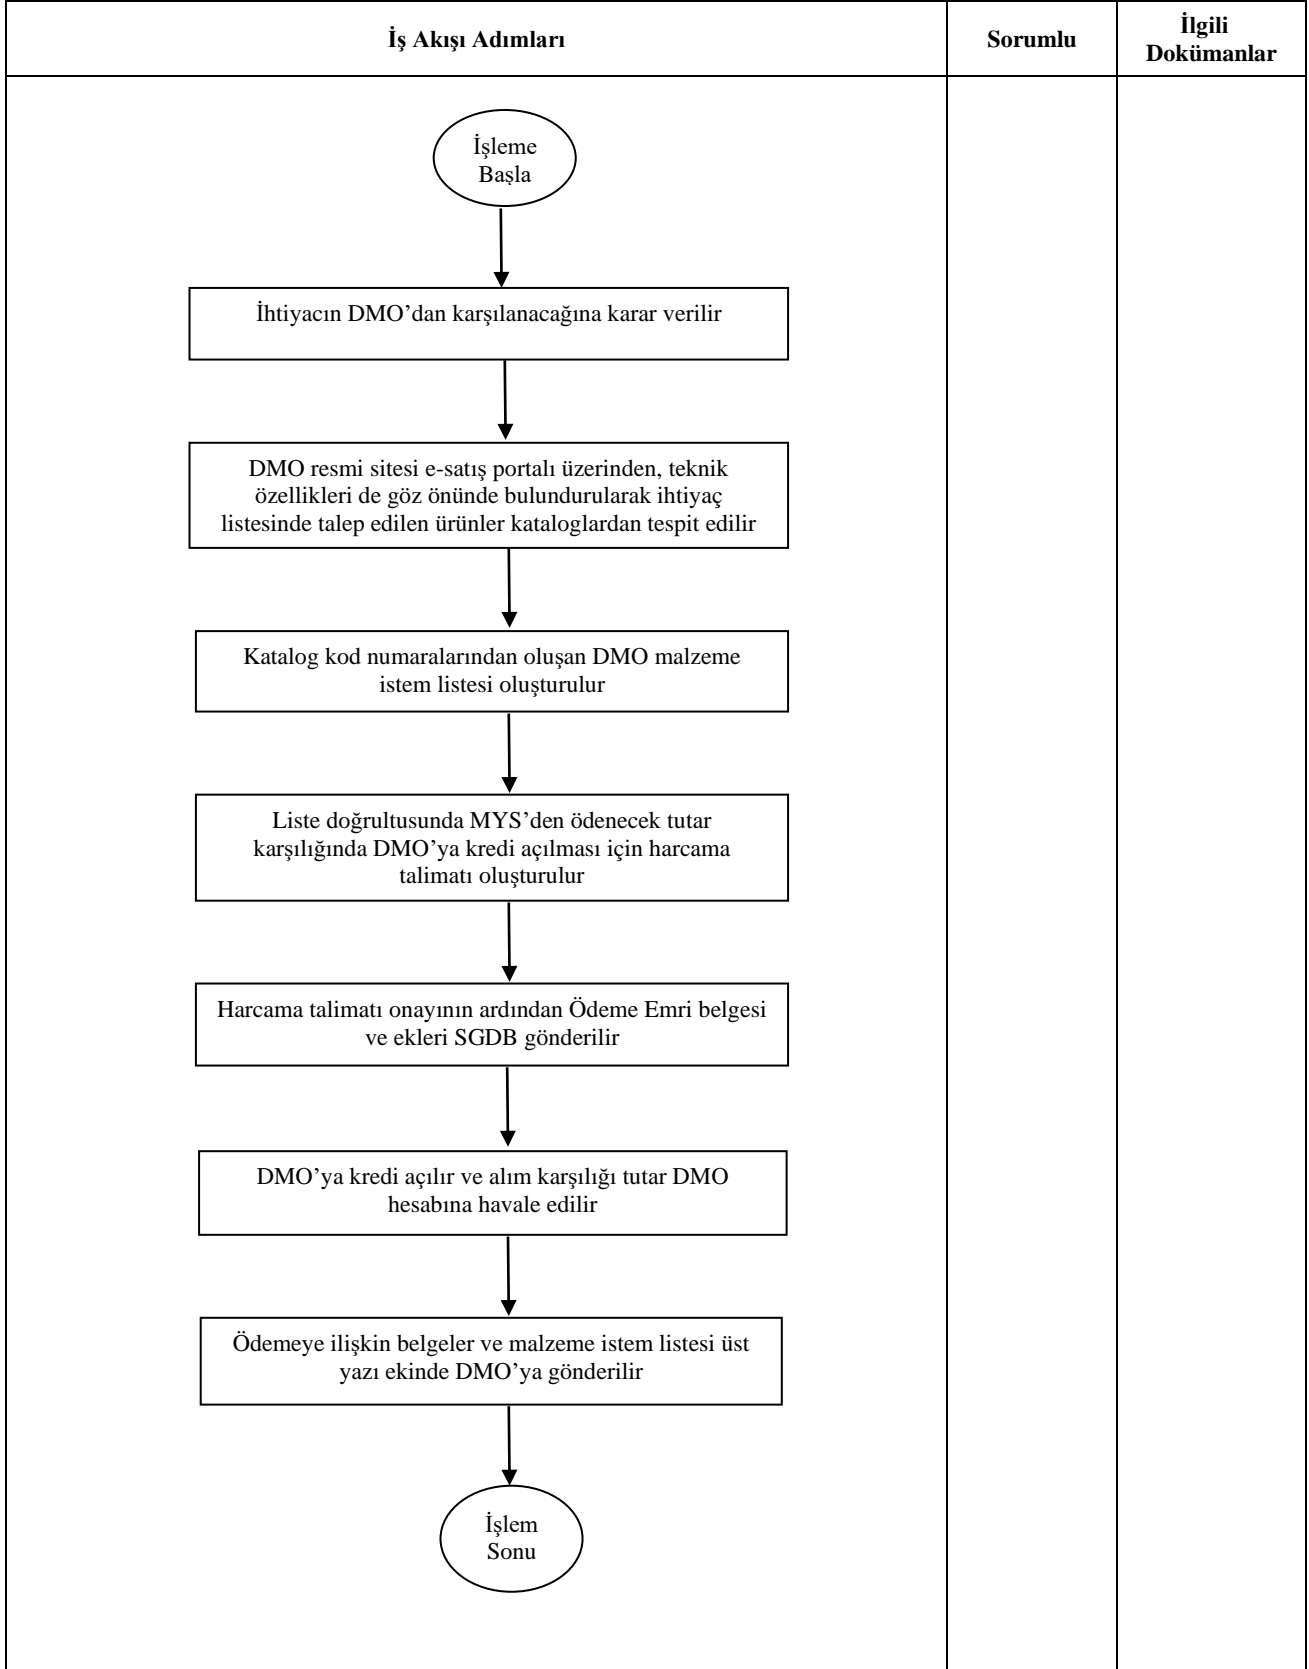 İş Akışı Adımları
Sorumlu
İlgili
Dokümanlar
İşleme
Başla
İhtiyacın DMO’dan karşılanacağına karar verilir
DMO resmi sitesi e-satış portalı üzerinden, teknik
özellikleri de göz önünde bulundurularak ihtiyaç
listesinde talep edilen ürünler kataloglardan tespit edilir
Katalog kod numaralarından oluşan DMO malzeme
istem listesi oluşturulur
Liste doğrultusunda MYS’den ödenecek tutar
karşılığında DMO’ya kredi açılması için harcama
talimatı oluşturulur
Harcama talimatı onayının ardından Ödeme Emri belgesi
ve ekleri SGDB gönderilir
DMO’ya kredi açılır ve alım karşılığı tutar DMO
hesabına havale edilir
Ödemeye ilişkin belgeler ve malzeme istem listesi üst
yazı ekinde DMO’ya gönderilir
İşlem
Sonu